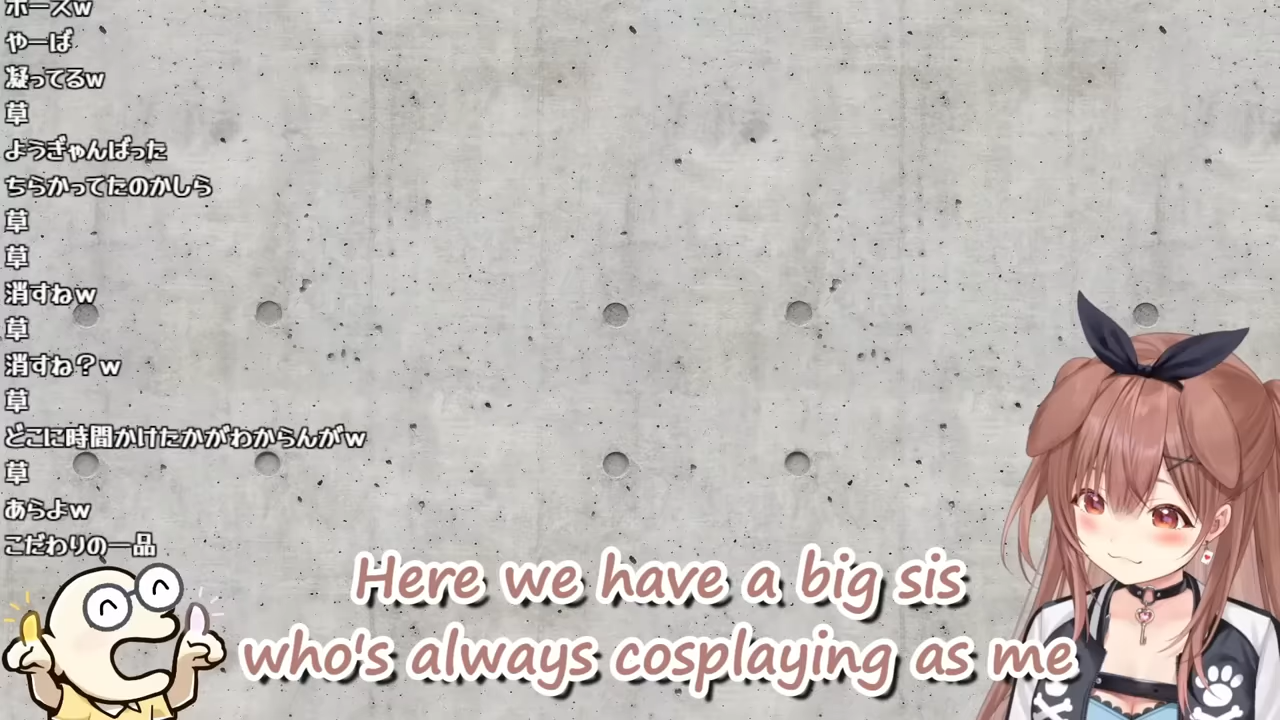 ポーズw
やーば
凝ってるw
草
ようぎゃんばった
ちらかってたのかしら
草
草
消すねw
草
消すね？w
草
どこに時間かけたかがわからんがw
草
あらよw
こだわりの一品
Here we have a big sis
who's always cosplaying as me